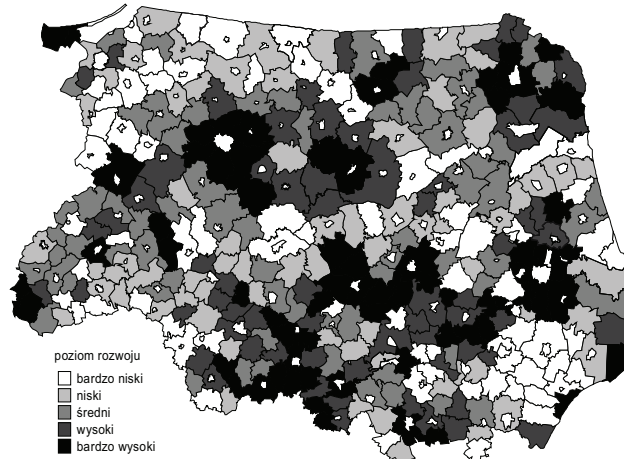 poziom rozwoju
bardzo niski
niski
średni
wysoki
bardzo wysoki